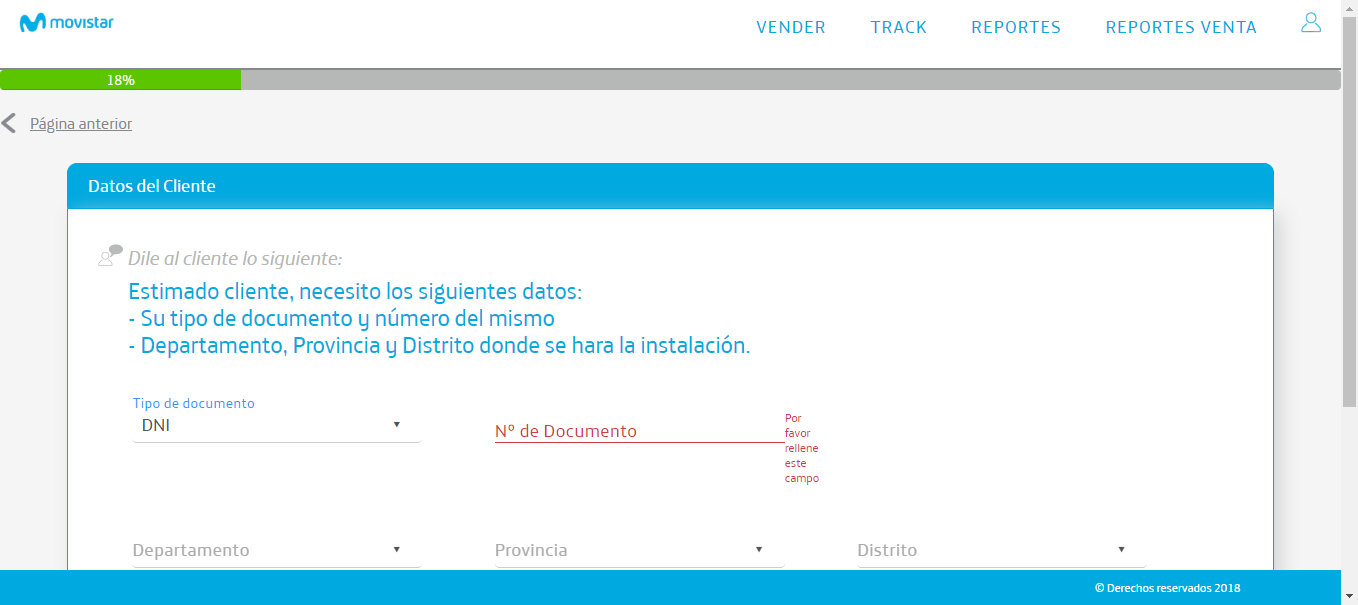 movistar
VENDER TRACK REPORTES REPORTES VENTA
18%
Página anterior
Datos del Cliente
Dile al cliente lo siguiente:
Estimado cliente, necesito los siguientes datos:
- Su tipo de documento y número del mismo
- Departamento, Provincia y Distrito donde se hara la instalación.
Tipo de documento
DNI
N° de Documento
Por
favor
rellene
este
campo
Departamento Provincia Distrito
© Derechos reservados 2018